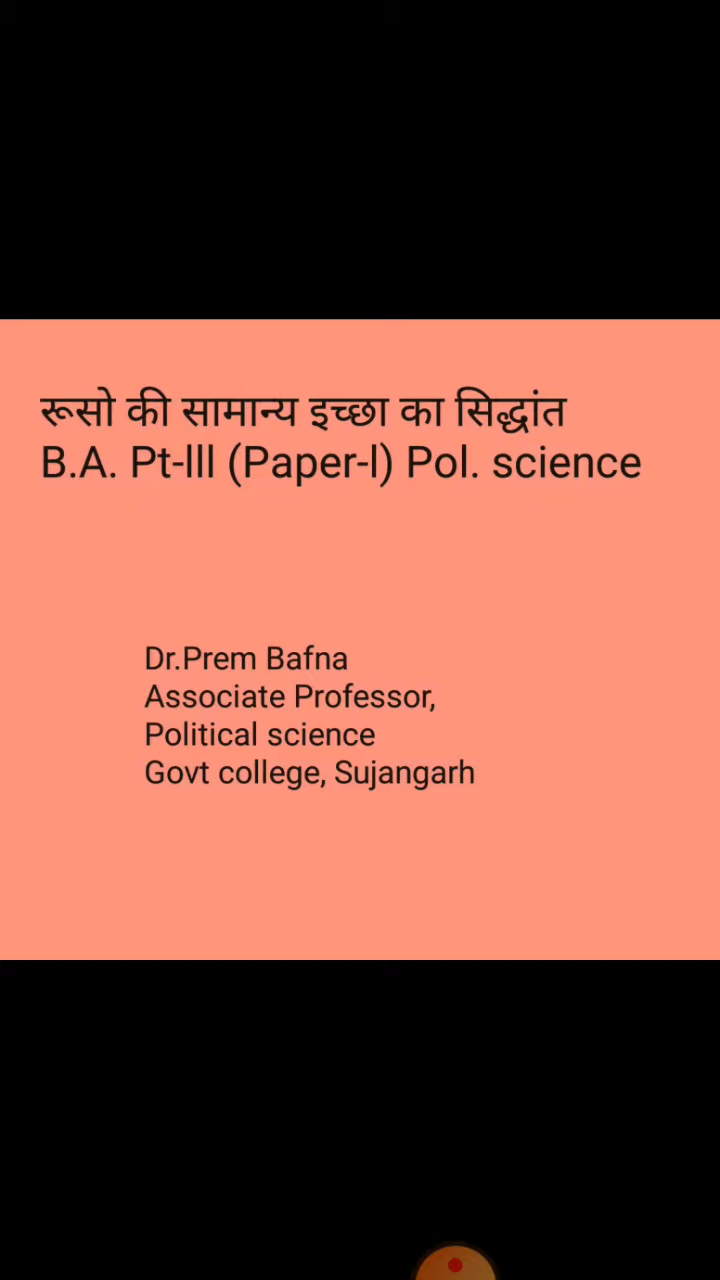 रूसो की सामान्य इच्छा का सिद्धांत
B.A. Pt-lll (Paper-l) Pol. science
Dr.Prem Bafna
Associate Professor,
Political science
Govt college, Sujangarh